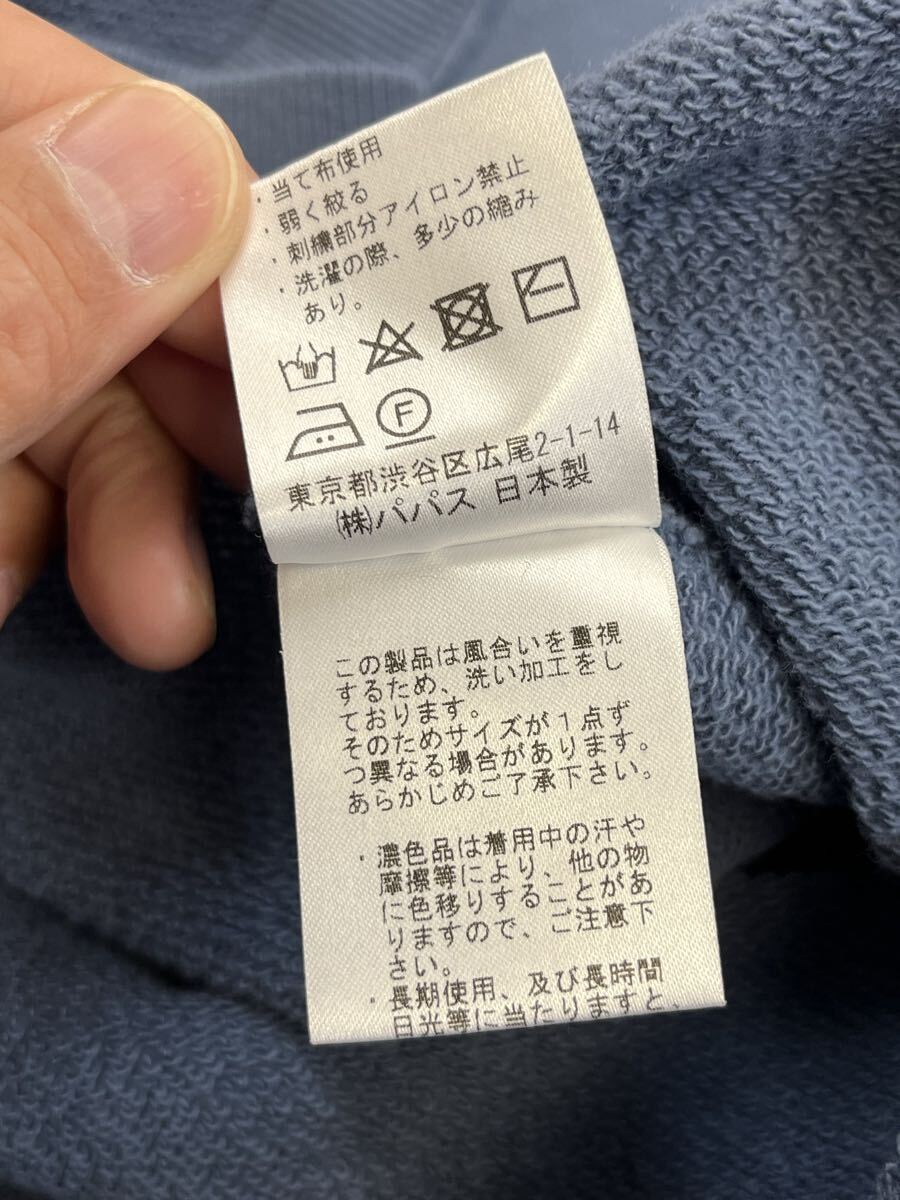 ・当て布使用
・弱く絞る
・刺繍部分アイロン禁止
・洗濯の際、多少の縮み
あり。
F
東京都渋谷区広尾2-1-14
㈱パパス 日本製
この製品は風合いを重視
するため、洗い加工をし
ております。
そのためサイズが1点ず
つ異なる場合があります。
あらかじめご了承下さい。
・濃色品は着用中の汗や
摩擦等により、他の物
に色移りすることがあ
りますので、ご注意下
さい。
・長期使用、及び長時間
日光等に当たりますと、